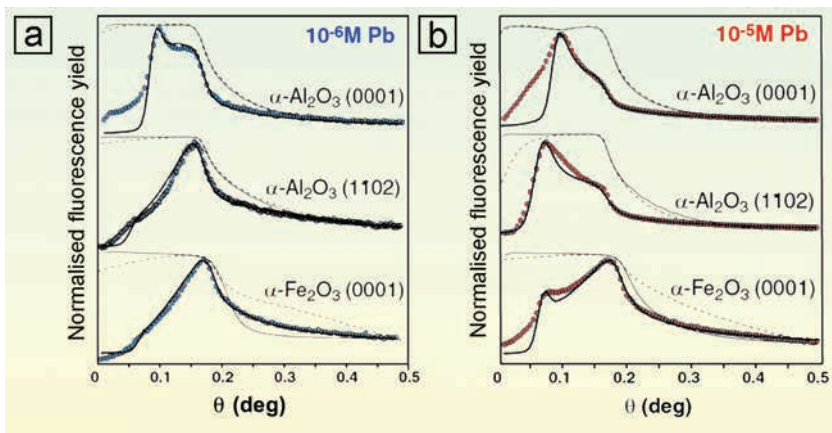 a
10⁻⁶M Pb
α-Al₂O₃ (0001)
α-Al₂O₃ (1102)
α-Fe₂O₃ (0001)
Normalised fluorescence yield
0 0.1 0.2 0.3 0.4 0.5
θ (deg)
b
10⁻⁵M Pb
α-Al₂O₃ (0001)
α-Al₂O₃ (1102)
α-Fe₂O₃ (0001)
Normalised fluorescence yield
0 0.1 0.2 0.3 0.4 0.5
θ (deg)